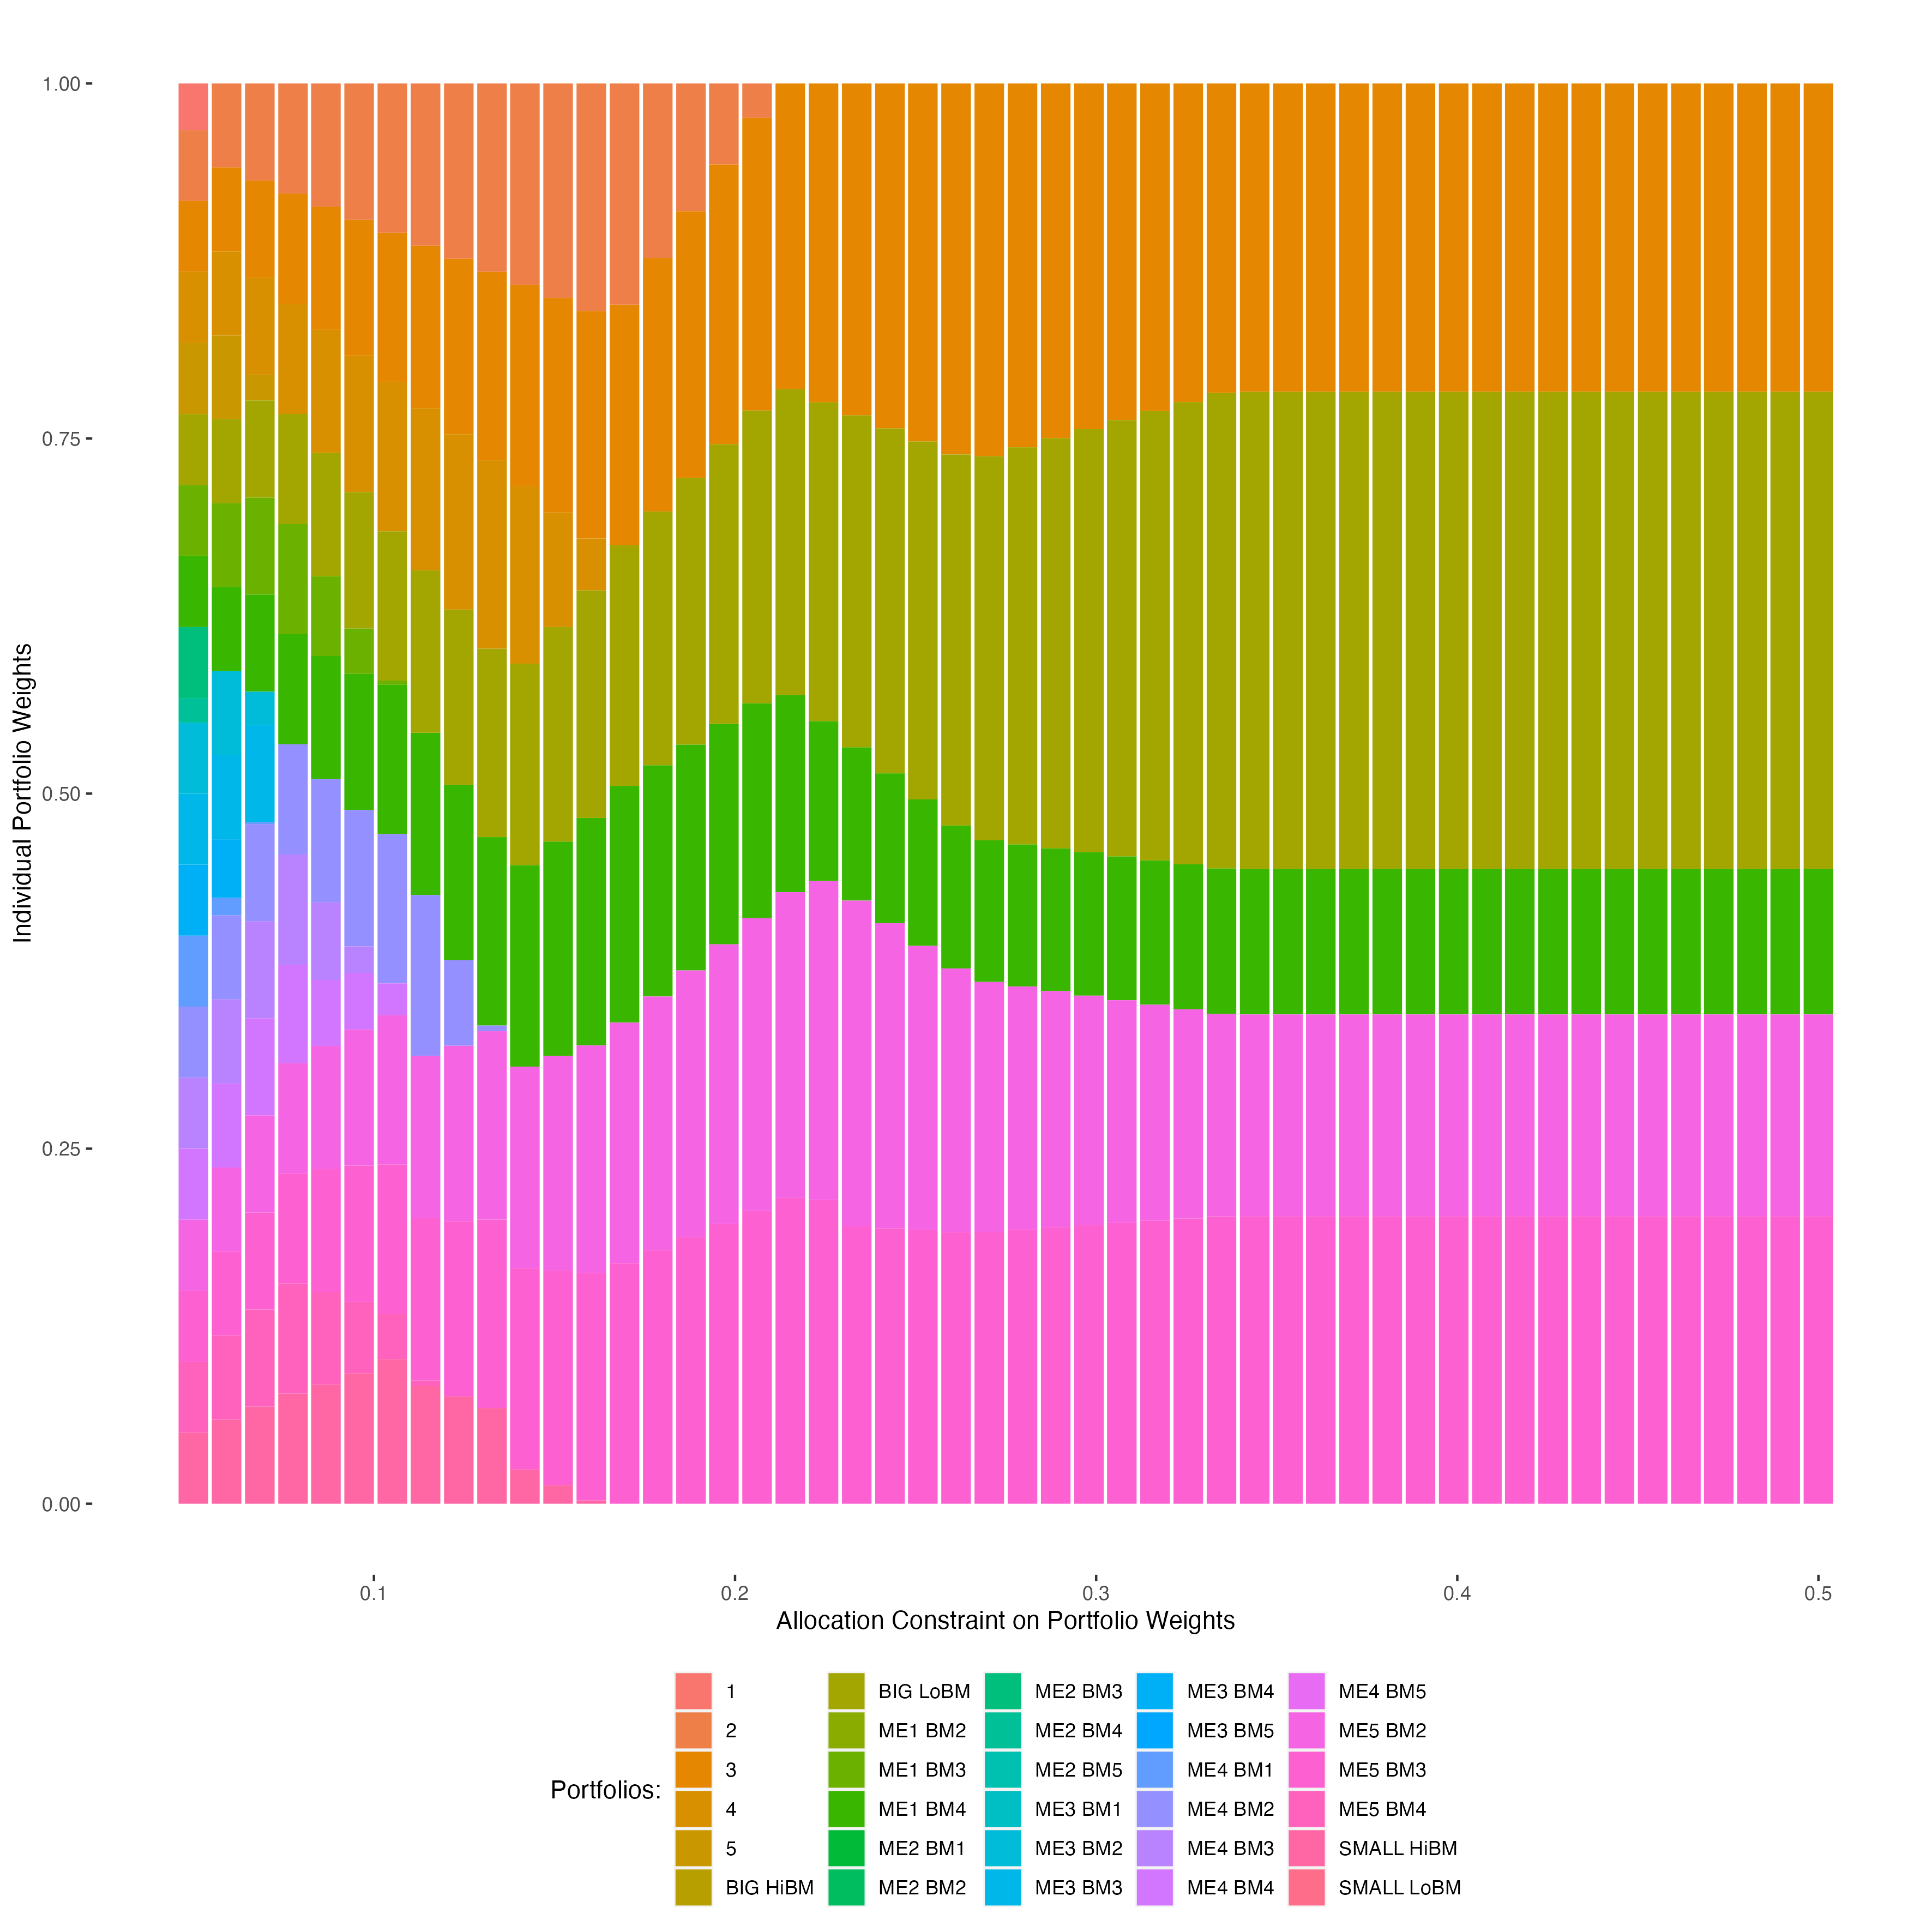 1.00
0.75
0.50
0.25
0.00
Individual Portfolio Weights
0.1 0.2 0.3 0.4 0.5
Allocation Constraint on Portfolio Weights
Portfolios:
1 BIG LoBM ME2 BM3 ME3 BM4 ME4 BM5
2 ME1 BM2 ME2 BM4 ME3 BM5 ME5 BM2
3 ME1 BM3 ME2 BM5 ME4 BM1 ME5 BM3
4 ME1 BM4 ME3 BM1 ME4 BM2 ME5 BM4
5 ME2 BM1 ME3 BM2 ME4 BM3 SMALL HiBM
BIG HiBM ME2 BM2 ME3 BM3 ME4 BM4 SMALL LoBM